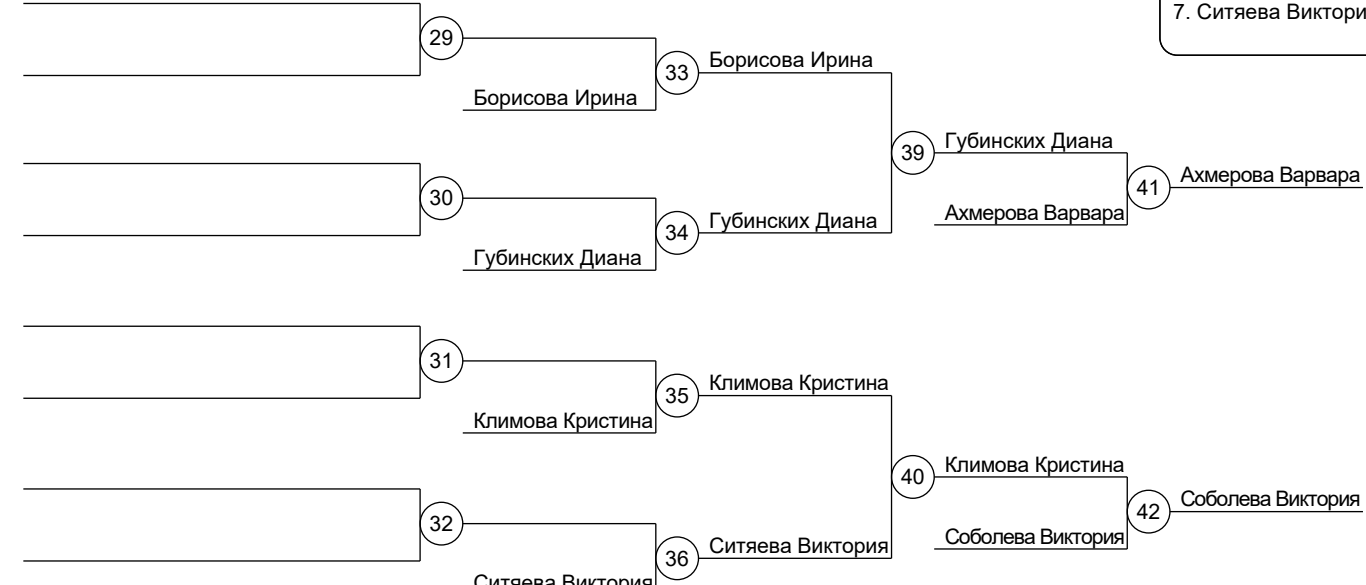 7. Ситяева Виктори
29
Борисова Ирина
33
Борисова Ирина
39
Губинских Диана
Ахмерова Варвара
41
Ахмерова Варвара
30
Губинских Диана
34
Губинских Диана
31
Климова Кристина
35
Климова Кристина
40
Климова Кристина
Соболева Виктория
42
Соболева Виктория
32
Ситяева Виктория
36
Ситяева Виктория